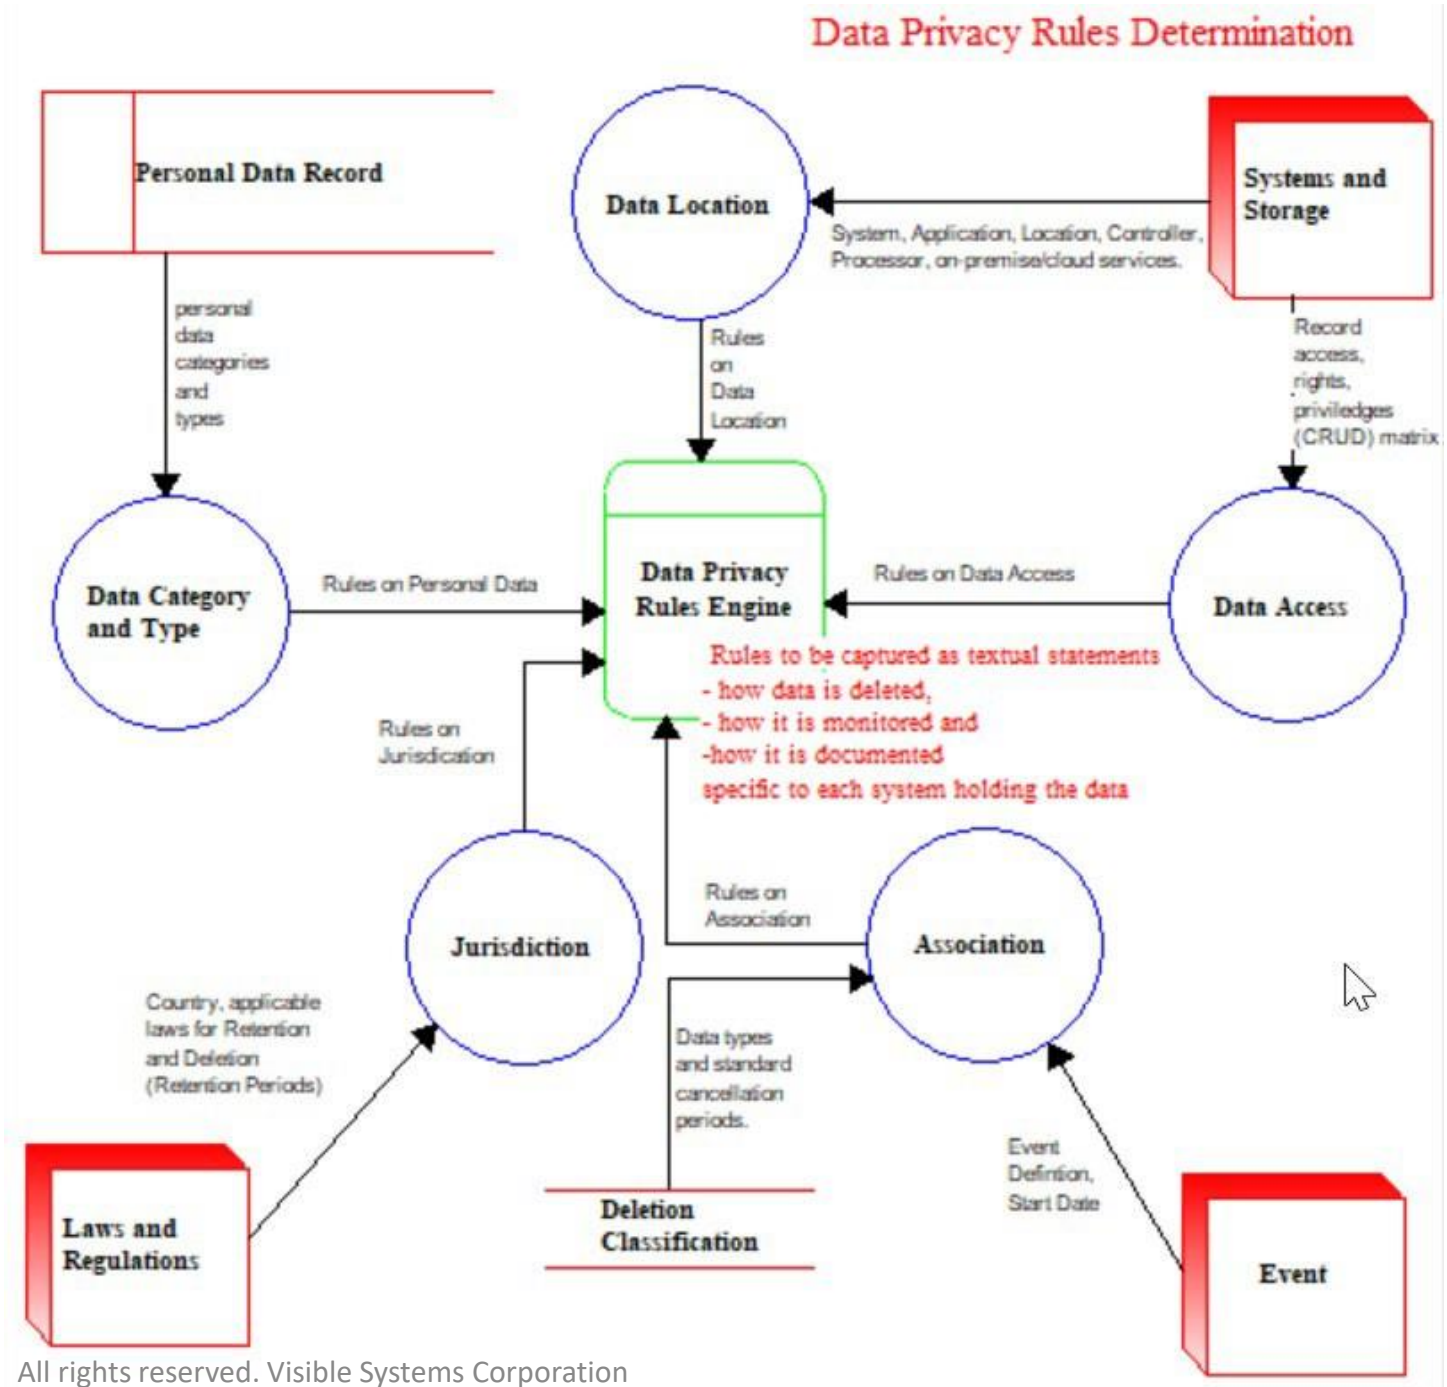 Data Privacy Rules Determination
Personal Data Record
Data Location
Systems and
Storage
System, Application, Location, Controller,
Processor, on-premise/cloud services.
personal
data
categories
and
types
Rules
on
Data
Location
Record
access,
rights,
priviledges
(CRUD) matrix
Data Category
and Type
Rules on Personal Data
Data Privacy
Rules Engine
Rules on Data Access
Data Access
Rules to be captured as textual statements
- how data is deleted,
- how it is monitored and
-how it is documented
specific to each system holding the data
Rules on
Jurisdication
Rules on
Association
Jurisdiction
Association
Country, applicable
laws for Retention
and Deletion
(Retention Periods)
Data types
and standard
cancellation
periods.
Event
Defintion,
Start Date
Laws and
Regulations
Deletion
Classification
Event
All rights reserved. Visible Systems Corporation